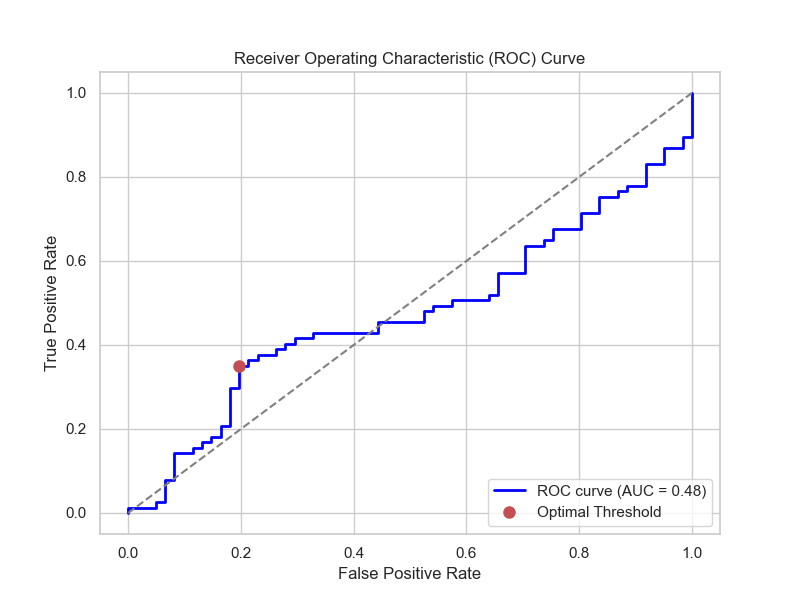 Receiver Operating Characteristic (ROC) Curve
True Positive Rate
1.0
0.8
0.6
0.4
0.2
0.0
0.0 0.2 0.4 0.6 0.8 1.0
False Positive Rate
ROC curve (AUC = 0.48)
Optimal Threshold